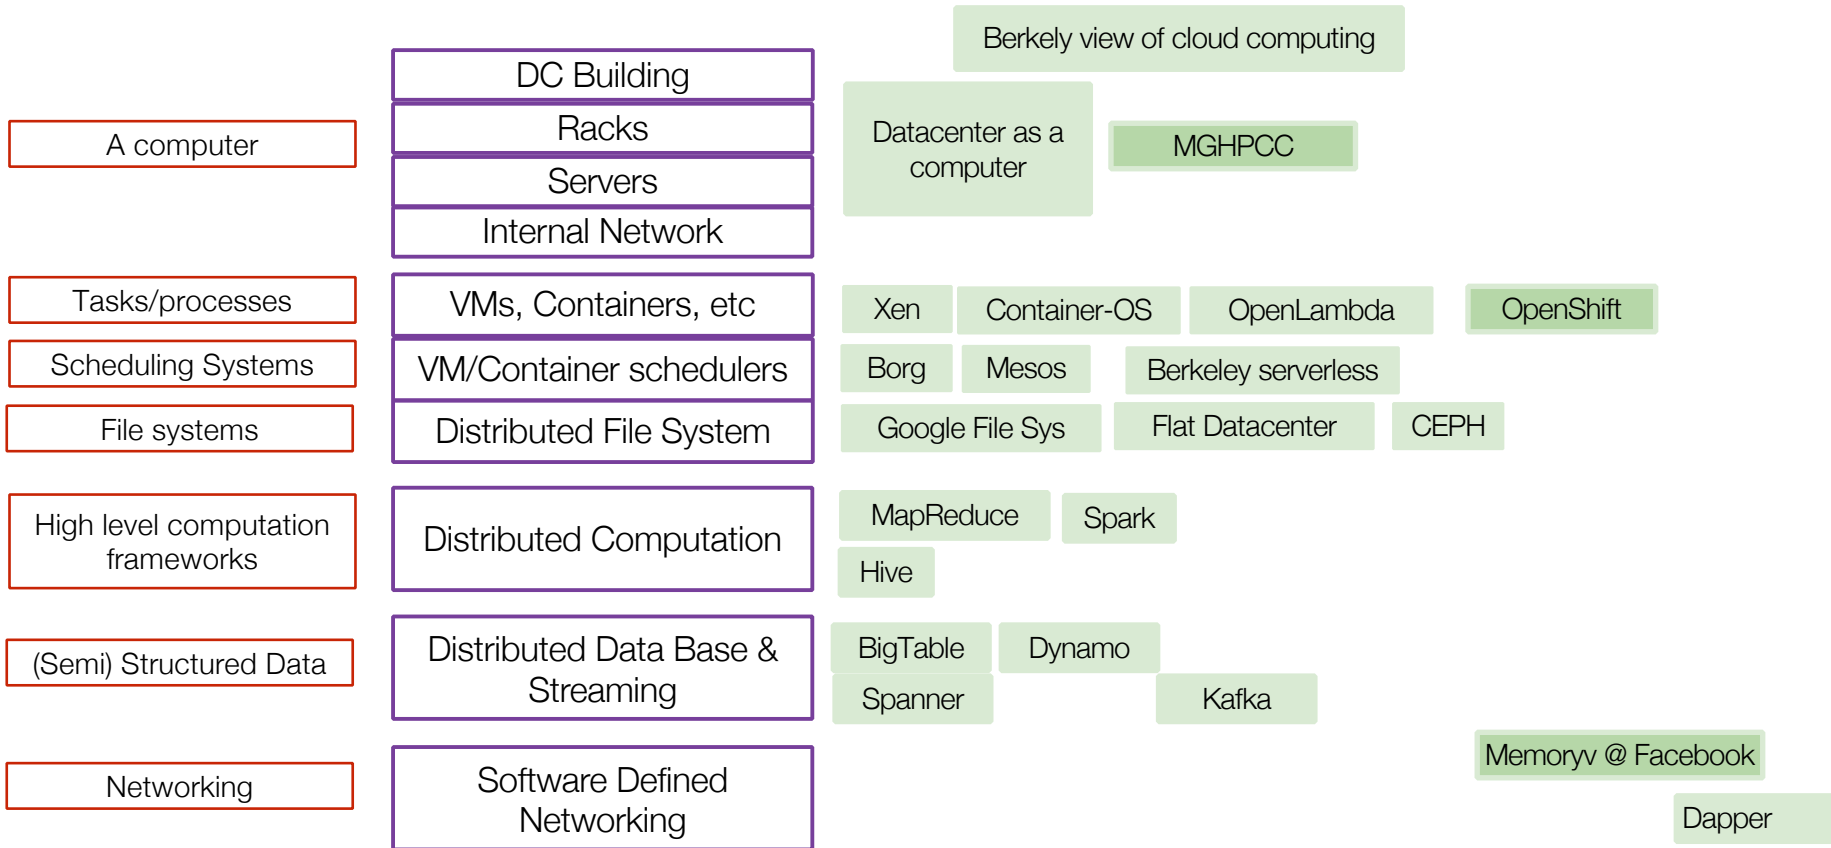 Berkely view of cloud computing
DC Building
Racks
Servers
Internal Network
A computer
Datacenter as a
computer
MGHPCC
Tasks/processes
VMs, Containers, etc
Xen
Container-OS
OpenLambda
OpenShift
Scheduling Systems
VM/Container schedulers
Borg
Mesos
Berkeley serverless
File systems
Distributed File System
Google File Sys
Flat Datacenter
CEPH
High level computation
frameworks
Distributed Computation
MapReduce
Spark
Hive
(Semi) Structured Data
Distributed Data Base &
Streaming
BigTable
Dynamo
Spanner
Kafka
Networking
Software Defined
Networking
Memoryv @ Facebook
Dapper